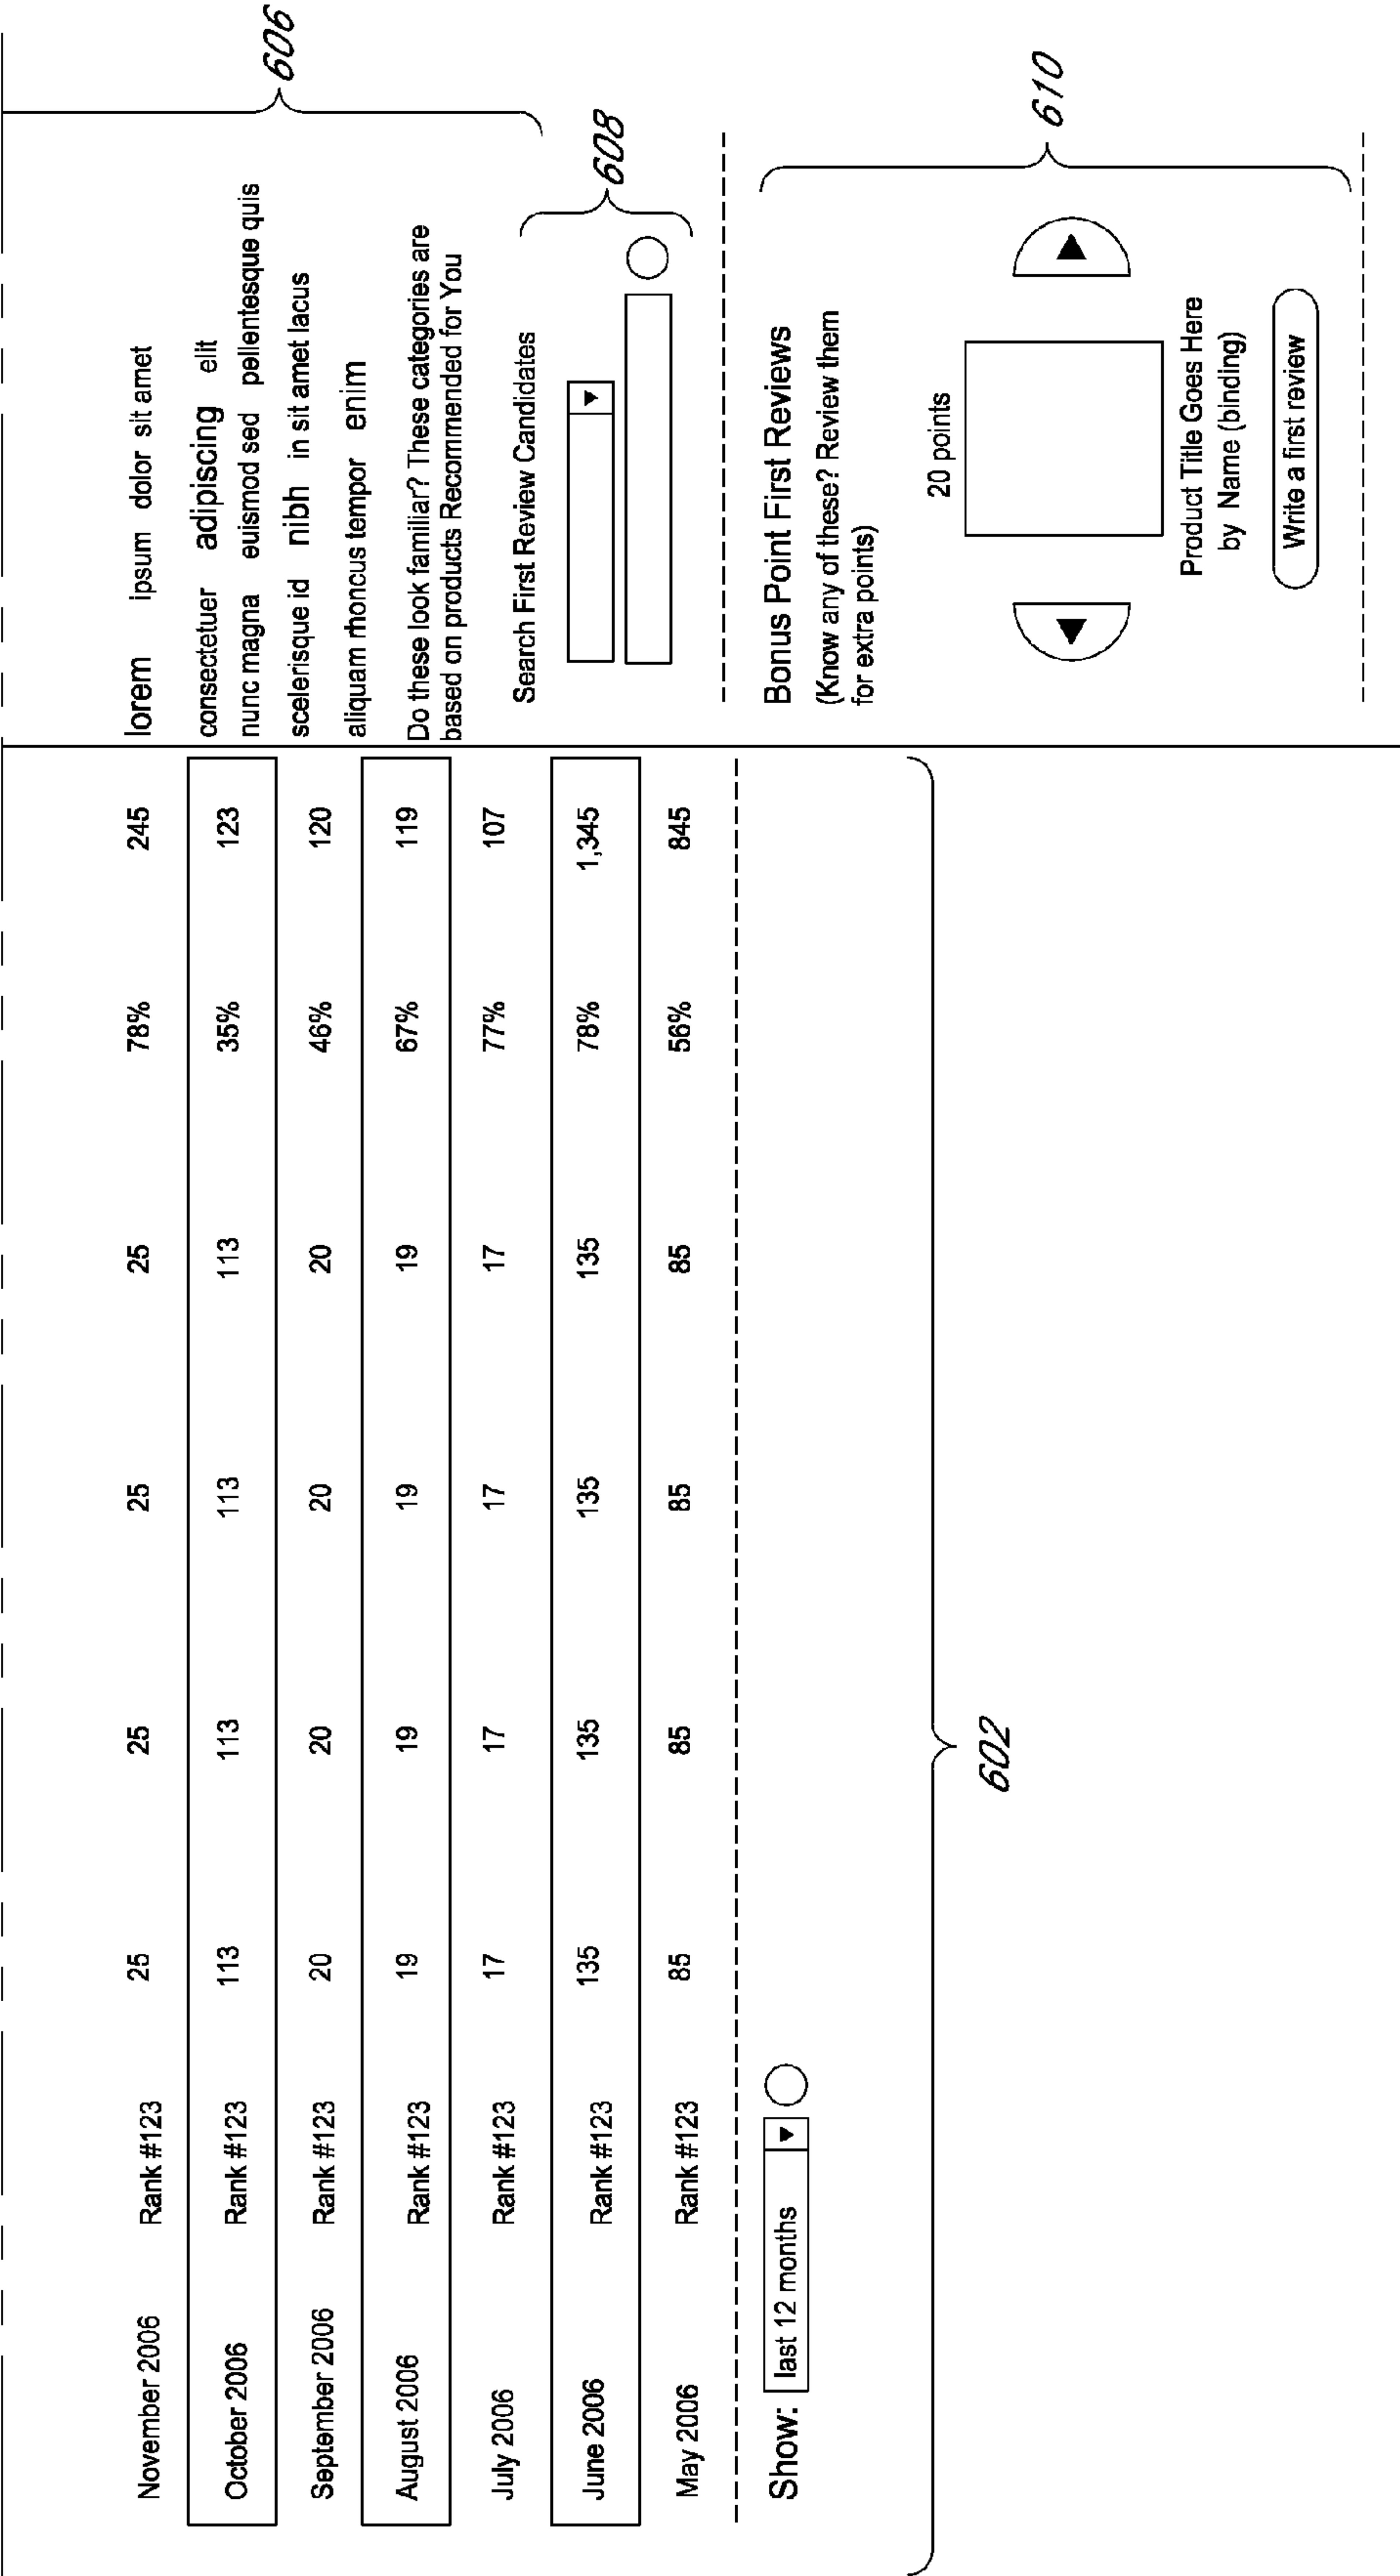 November 2006 Rank #123 25 25 25 25 78% 245
October 2006 Rank #123 113 113 113 113 35% 123
September 2006 Rank #123 20 20 20 20 46% 120
August 2006 Rank #123 19 19 19 19 67% 119
July 2006 Rank #123 17 17 17 17 77% 107
June 2006 Rank #123 135 135 135 135 78% 1,345
May 2006 Rank #123 85 85 85 85 56% 845
Show: last 12 months
602
lorem ipsum dolor sit amet
consectetuer adipiscing elit
nunc magna euismod sed pellentesque quis
scelerisque id nibh in sit amet lacus
aliquam rhoncus tempor enim
Do these look familiar? These categories are
based on products Recommended for You
606
Search First Review Candidates
608
Bonus Point First Reviews
(Know any of these? Review them
for extra points)
20 points
Product Title Goes Here
by Name (binding)
Write a first review
610